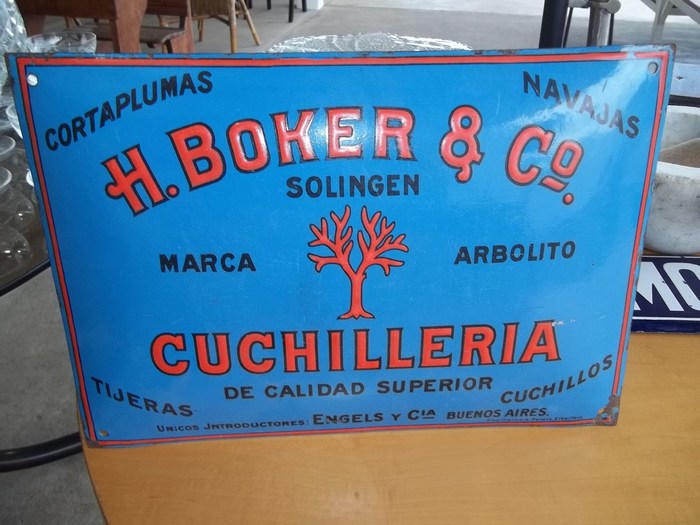 CORTAPLUMAS
NAVAJAS
H. BOKER & Cº.
SOLINGEN
MARCA ARBOLITO
CUCHILLERIA
DE CALIDAD SUPERIOR
TIJERAS
CUCHILLOS
UNICOS JNTRODUCTORES: ENGELS Y CIA BUENOS AIRES.
MO